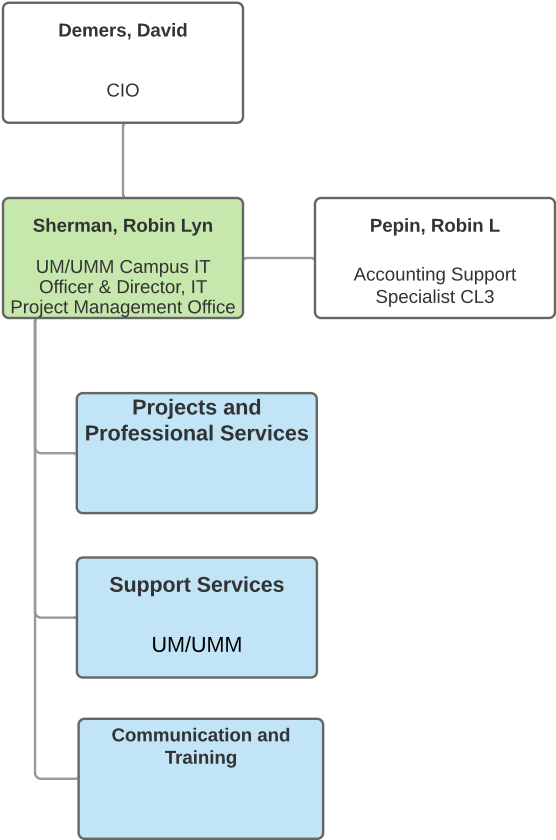 Demers, David
CIO
Sherman, Robin Lyn
UM/UMM Campus IT
Officer & Director, IT
Project Management Office
Pepin, Robin L
Accounting Support
Specialist CL3
Projects and
Professional Services
Support Services
UM/UMM
Communication and
Training